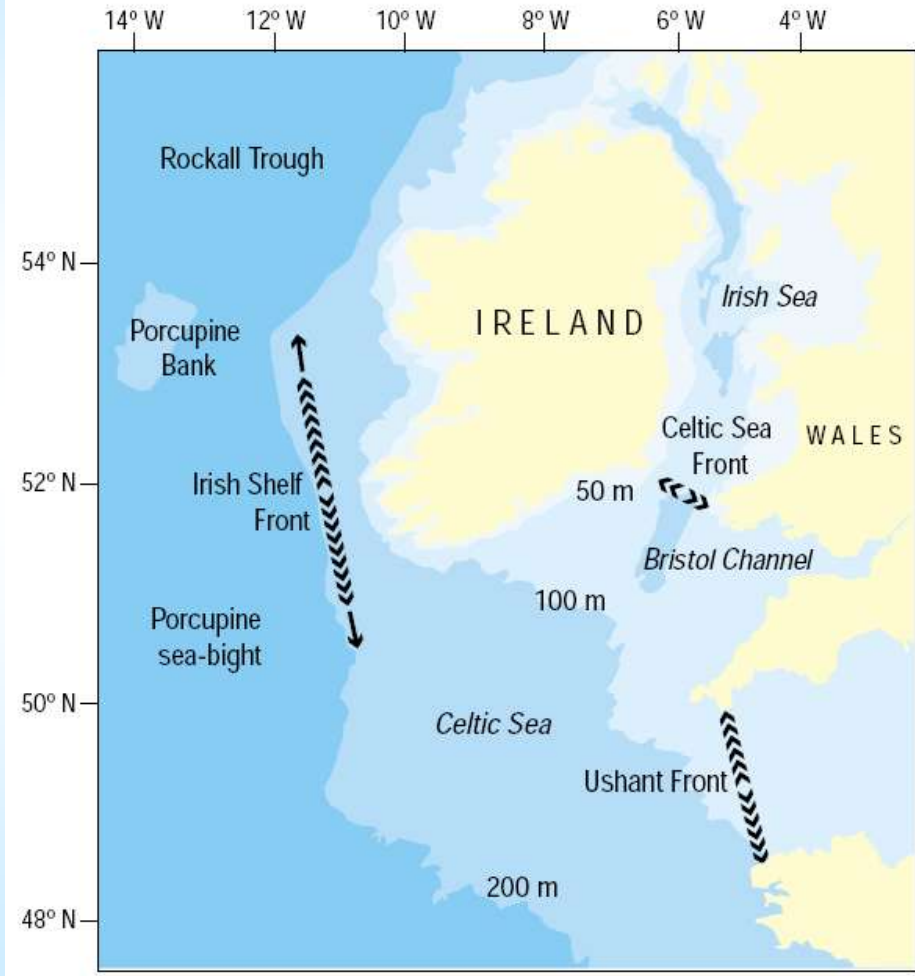 14° W
12° W
10° W
8° W
6° W
4° W
Rockall Trough
54° N
Irish Sea
Porcupine
Bank
IRELAND
Celtic Sea
Front
WALES
52° N
Irish Shelf
Front
50 m
Bristol Channel
100 m
Porcupine
sea-bight
50° N
Celtic Sea
Ushant Front
200 m
48° N